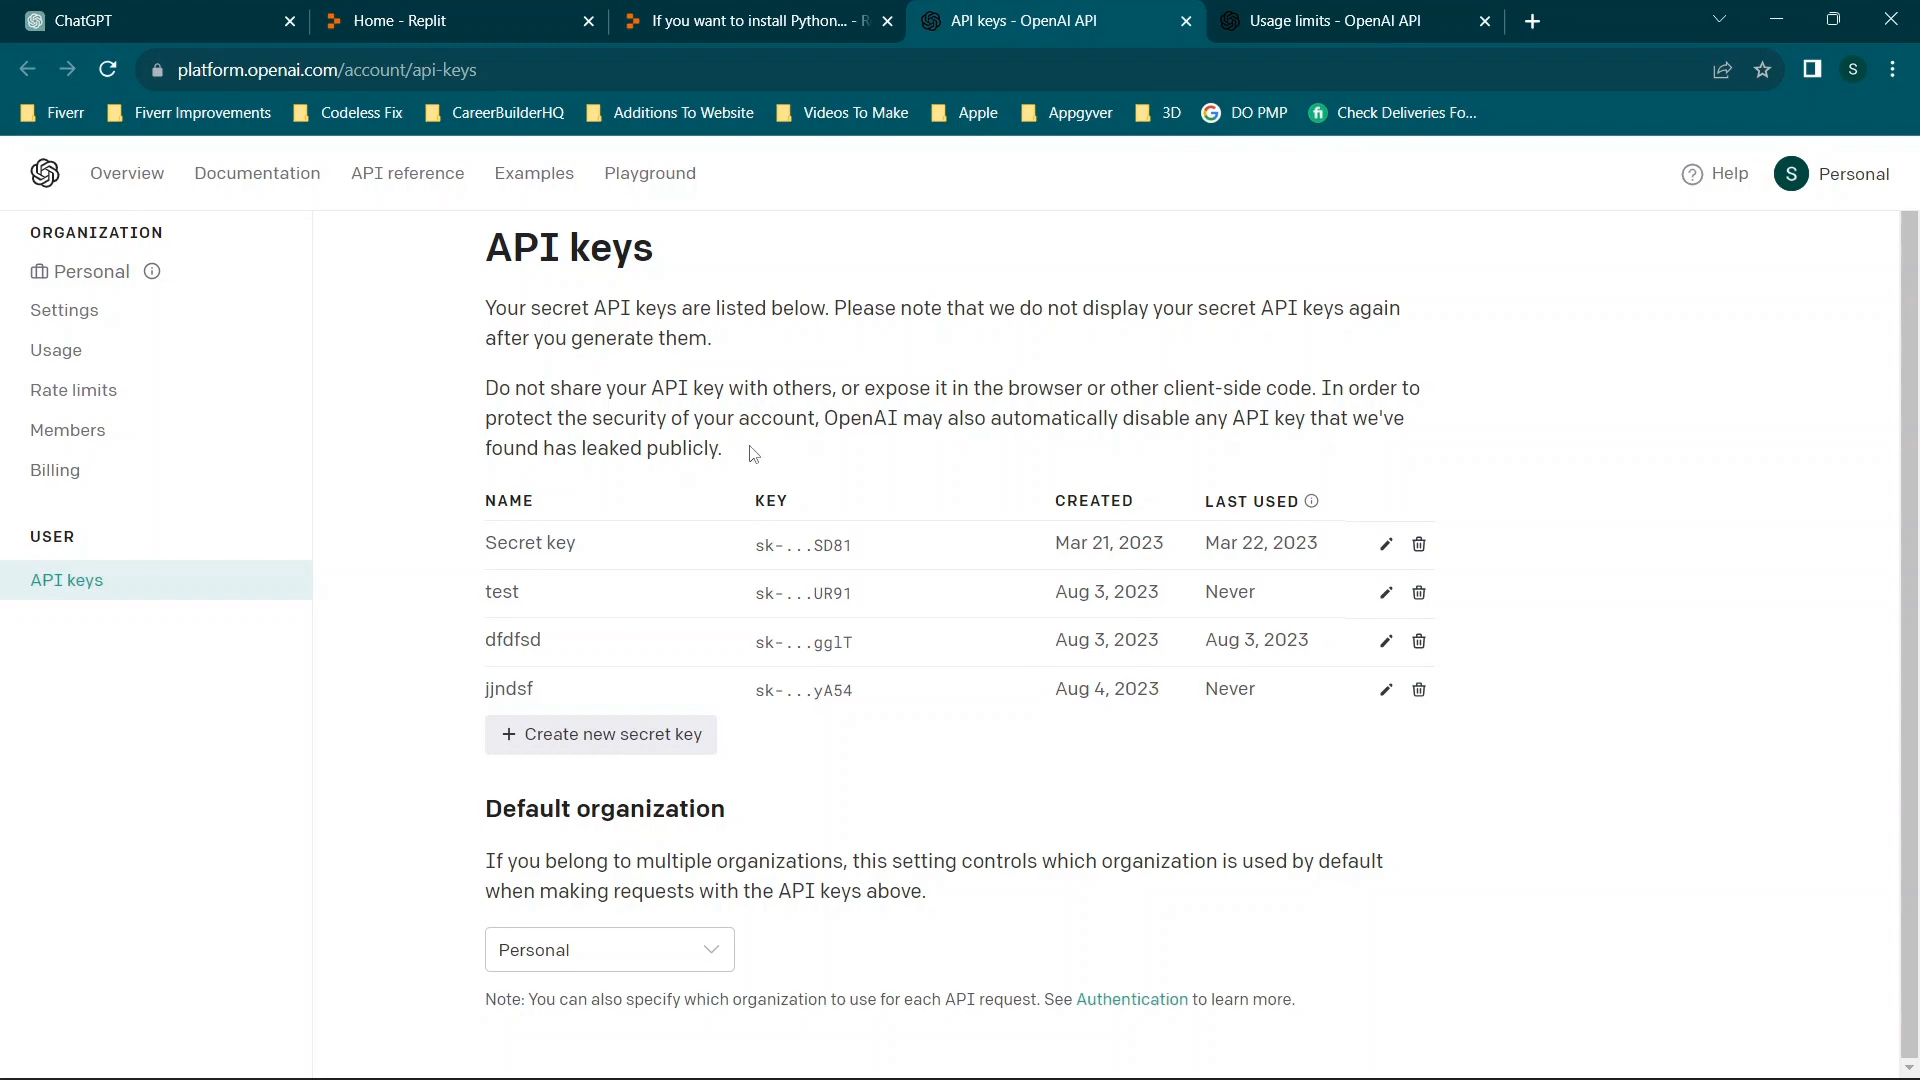 ChatGPT
Home - Replit
If you want to install Python... - R
API keys - OpenAI API
Usage limits - OpenAI API
platform.openai.com/account/api-keys
S
Fiverr
Fiverr Improvements
Codeless Fix
CareerBuilderHQ
Additions To Website
Videos To Make
Apple
Appgyver
3D
DO PMP
Check Deliveries Fo...
Overview
Documentation
API reference
Examples
Playground
Help
S
Personal
ORGANIZATION
Personal
Settings
Usage
Rate limits
Members
Billing
USER
API keys
API keys
Your secret API keys are listed below. Please note that we do not display your secret API keys again
after you generate them.
Do not share your API key with others, or expose it in the browser or other client-side code. In order to
protect the security of your account, OpenAI may also automatically disable any API key that we've
found has leaked publicly.
NAME KEY CREATED LAST USED
Secret key sk-...SD81 Mar 21, 2023 Mar 22, 2023
test sk-...UR91 Aug 3, 2023 Never
dfdfsd sk-...gglT Aug 3, 2023 Aug 3, 2023
jjndsf sk-...yA54 Aug 4, 2023 Never
+ Create new secret key
Default organization
If you belong to multiple organizations, this setting controls which organization is used by default
when making requests with the API keys above.
Personal
Note: You can also specify which organization to use for each API request. See Authentication to learn more.